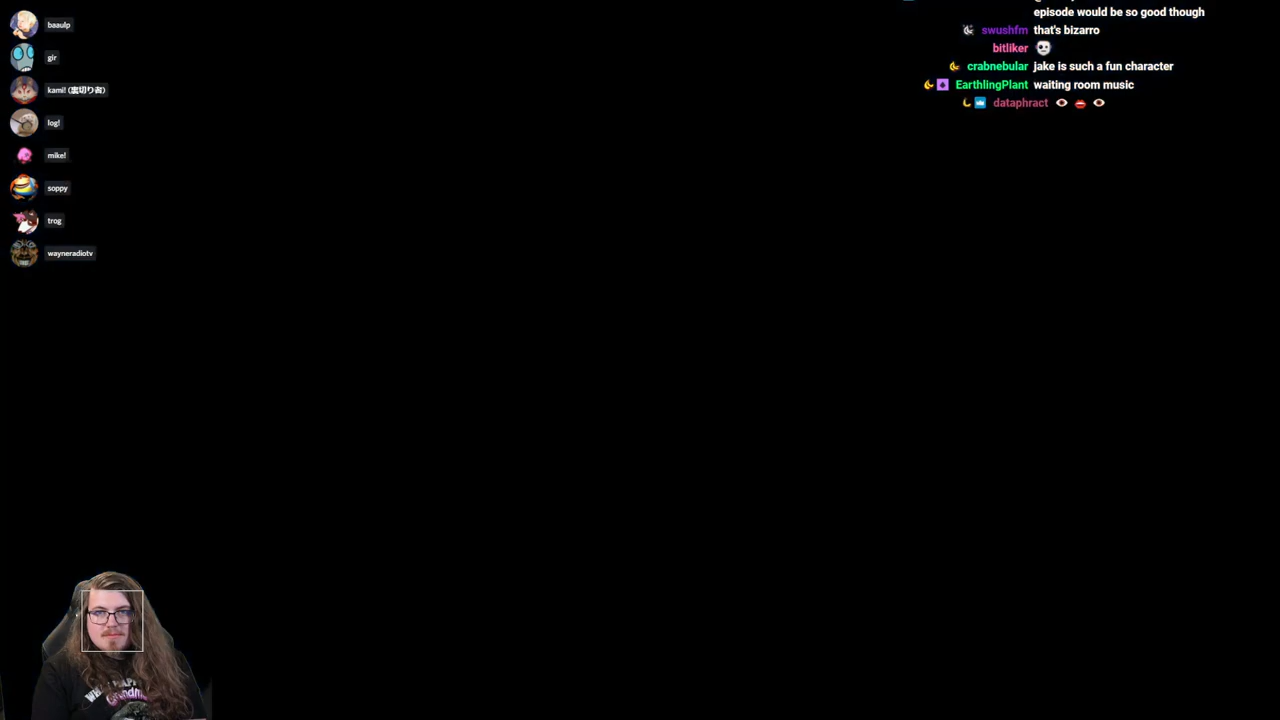 baaulp
glr
kami! (裏切り者)
log!
mike!
soppy
trog
wayneradiotv
episode would be so good though
swushfm that's bizarro
bitliker
crabnebular jake is such a fun character
EarthlingPlant waiting room music
dataphract